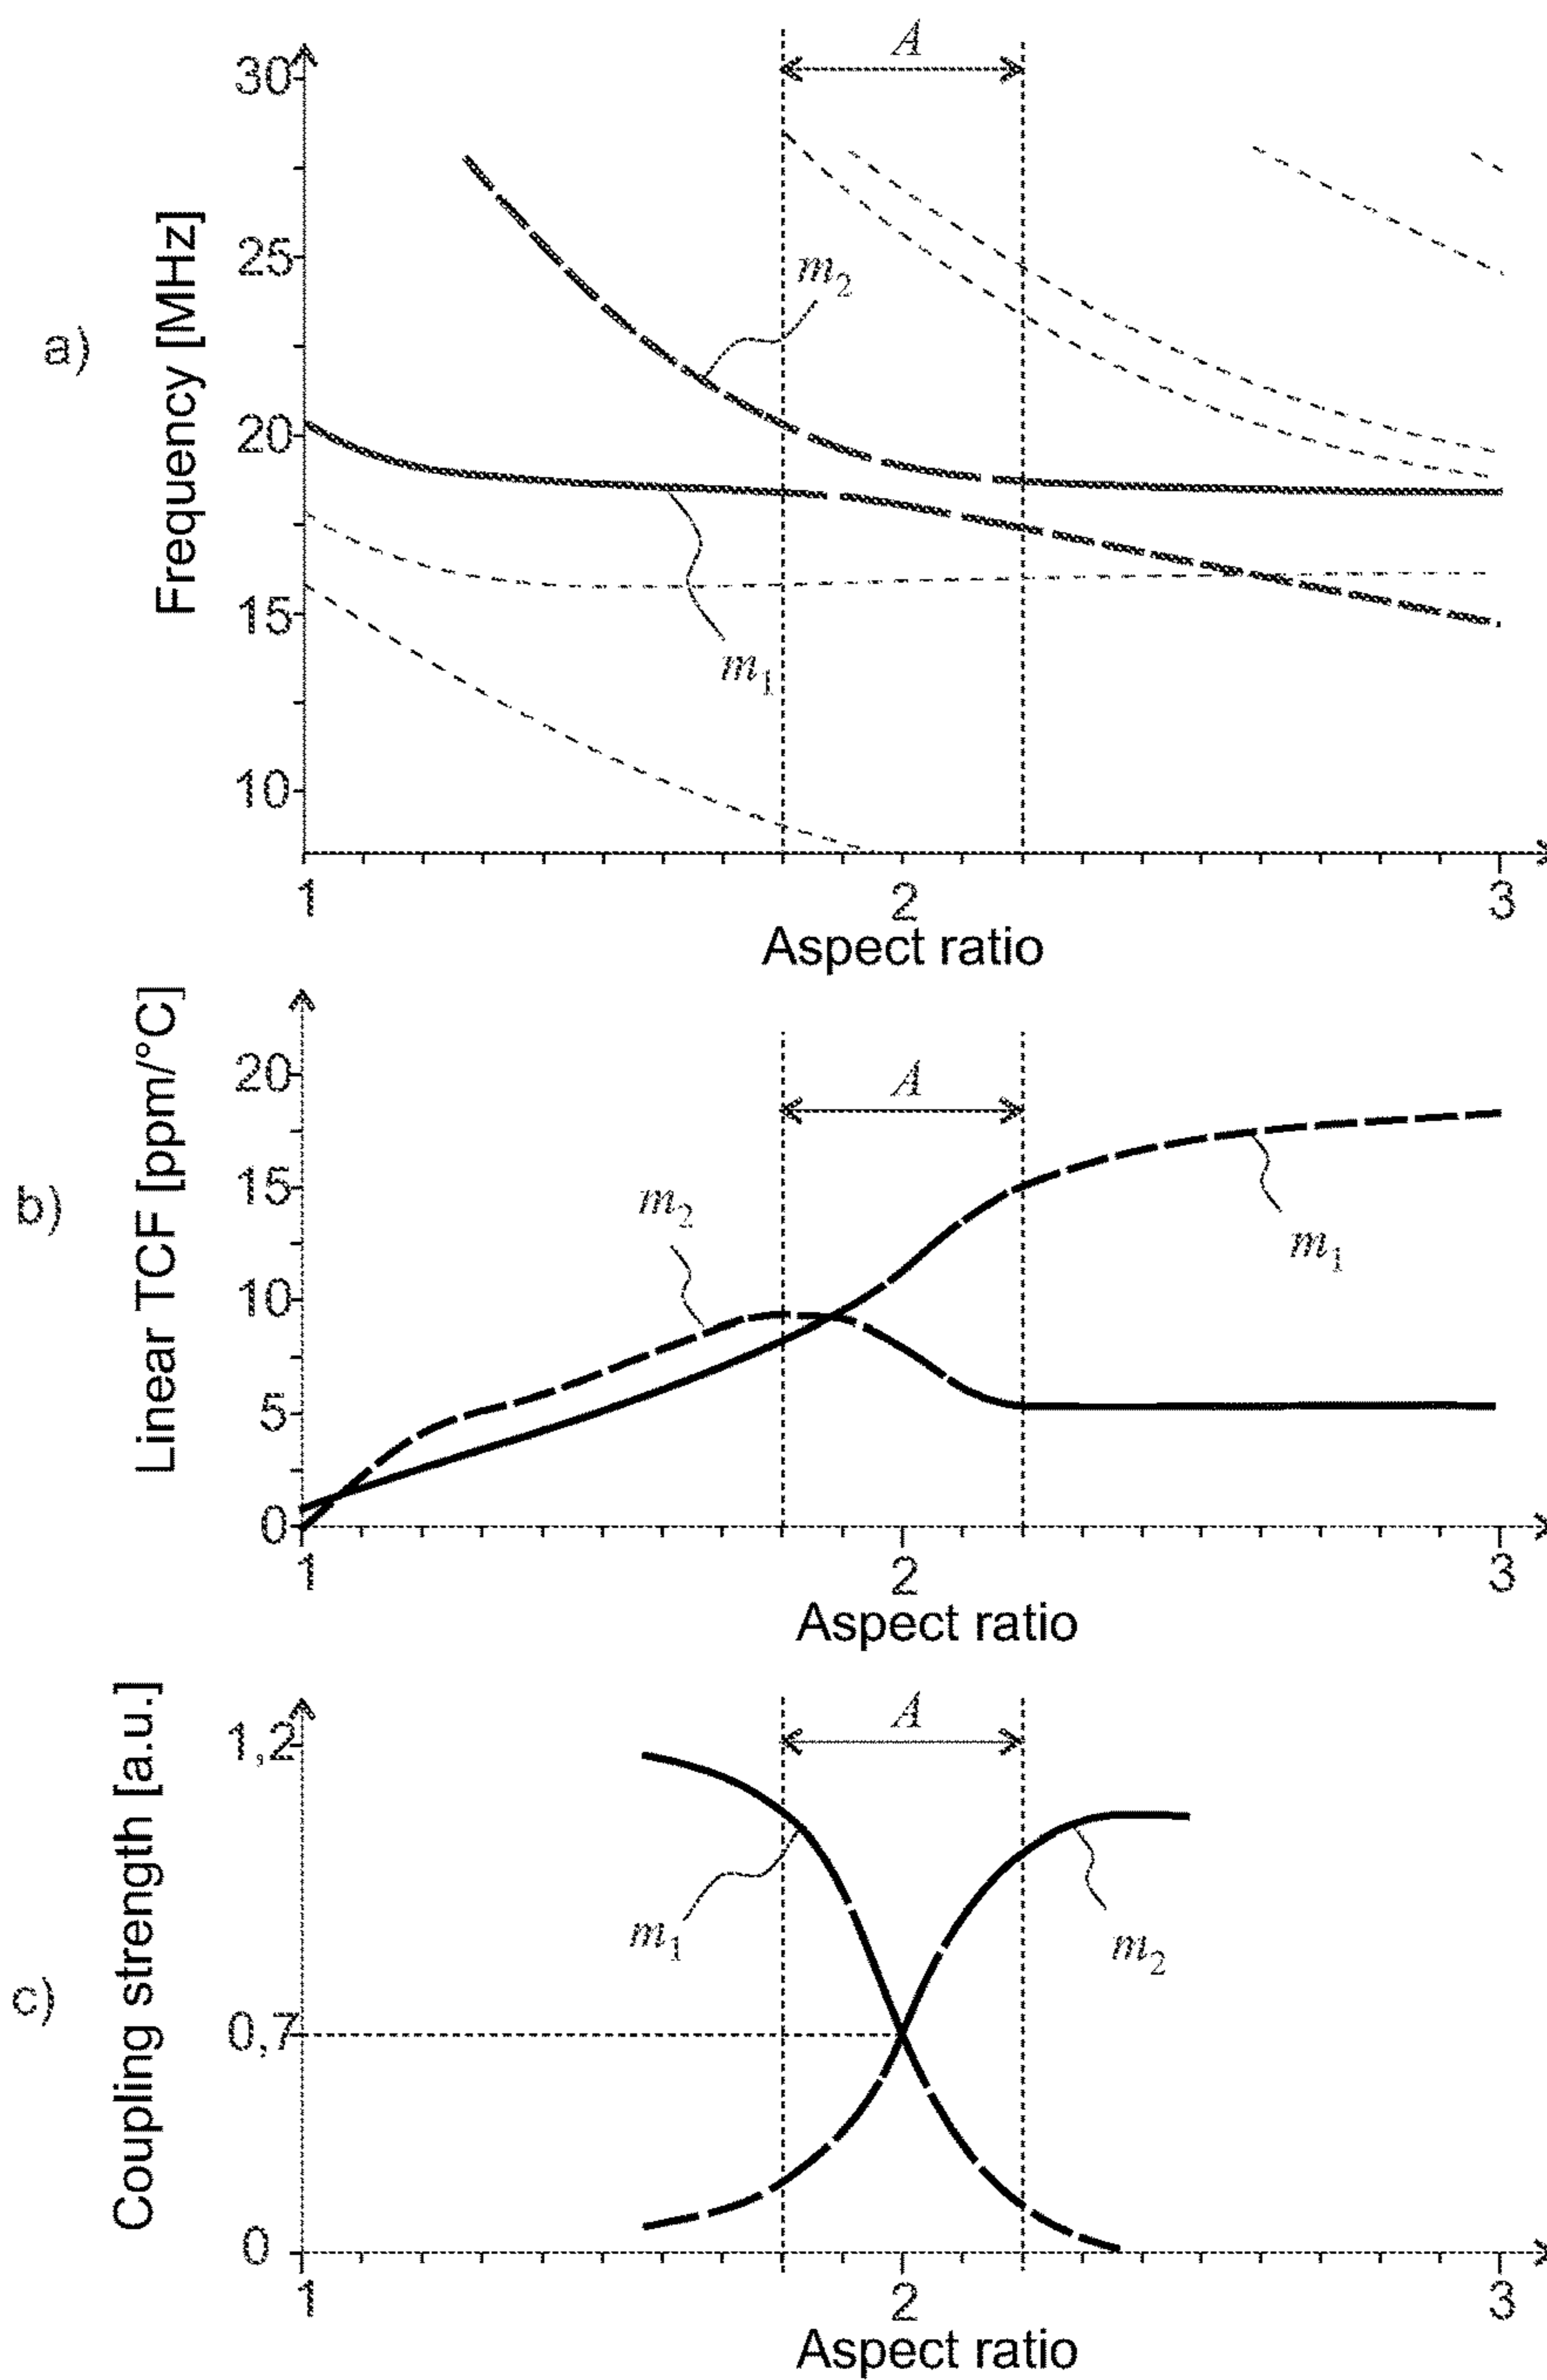 a)
Frequency [MHz]
30
25
20
15
10
A
m₂
m₁
1 2 3
Aspect ratio
b)
Linear TCF [ppm/°C]
20
15
10
5
0
A
m₂
m₁
1 2 3
Aspect ratio
c)
Coupling strength [a.u.]
1,2
0,7
0
A
m₁
m₂
1 2 3
Aspect ratio